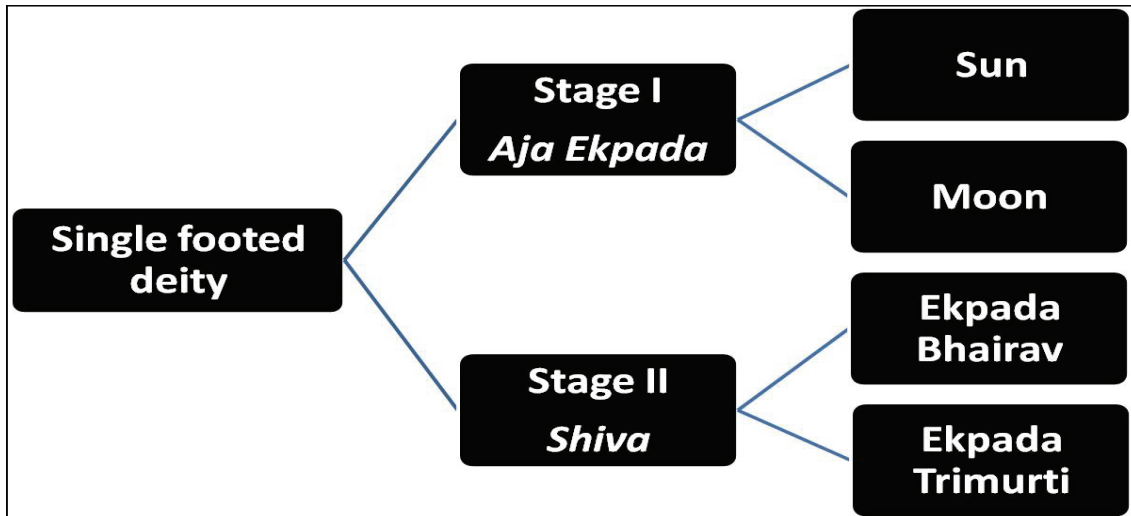 Single footed
deity
Stage I
Aja Ekpada
Sun
Moon
Stage II
Shiva
Ekpada
Bhairav
Ekpada
Trimurti